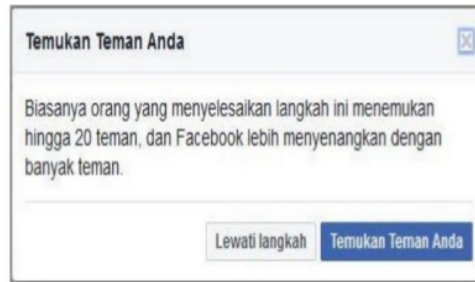 Temukan Teman Anda
Biasanya orang yang menyelesaikan langkah ini menemukan
hingga 20 teman, dan Facebook lebih menyenangkan dengan
banyak teman.
Lewati langkah
Temukan Teman Anda